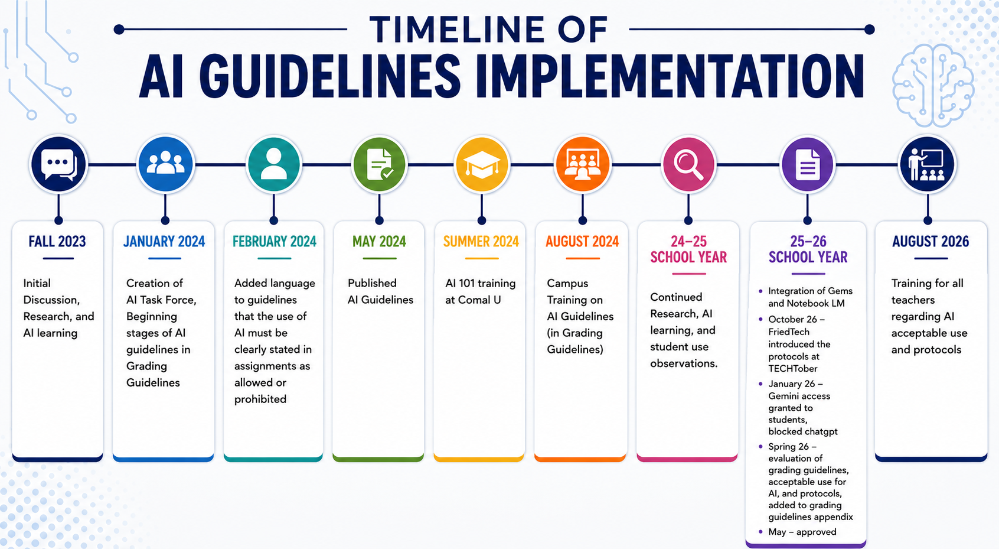 TIMELINE OF
AI GUIDELINES IMPLEMENTATION
FALL 2023
Initial
Discussion,
Research, and
AI learning
JANUARY 2024
Creation of
AI Task Force,
Beginning
stages of AI
guidelines in
Grading
Guidelines
FEBRUARY 2024
Added language
to guidelines
that the use of
AI must be
clearly stated in
assignments as
allowed or
prohibited
MAY 2024
Published
AI Guidelines
SUMMER 2024
AI 101 training
at Comal U
AUGUST 2024
Campus
Training on
AI Guidelines
(in Grading
Guidelines)
24–25
SCHOOL YEAR
Continued
Research, AI
learning, and
student use
observations.
25–26
SCHOOL YEAR
• Integration of Gems
and Notebook LM
• October 26 –
FriedTech
introduced the
protocols at
TECHTober
• January 26 –
Gemini access
granted to
students,
blocked chatgpt
• Spring 26 –
evaluation of
grading guidelines,
acceptable use for
AI, and protocols,
added to grading
guidelines appendix
• May – approved
AUGUST 2026
Training for all
teachers
regarding AI
acceptable use
and protocols